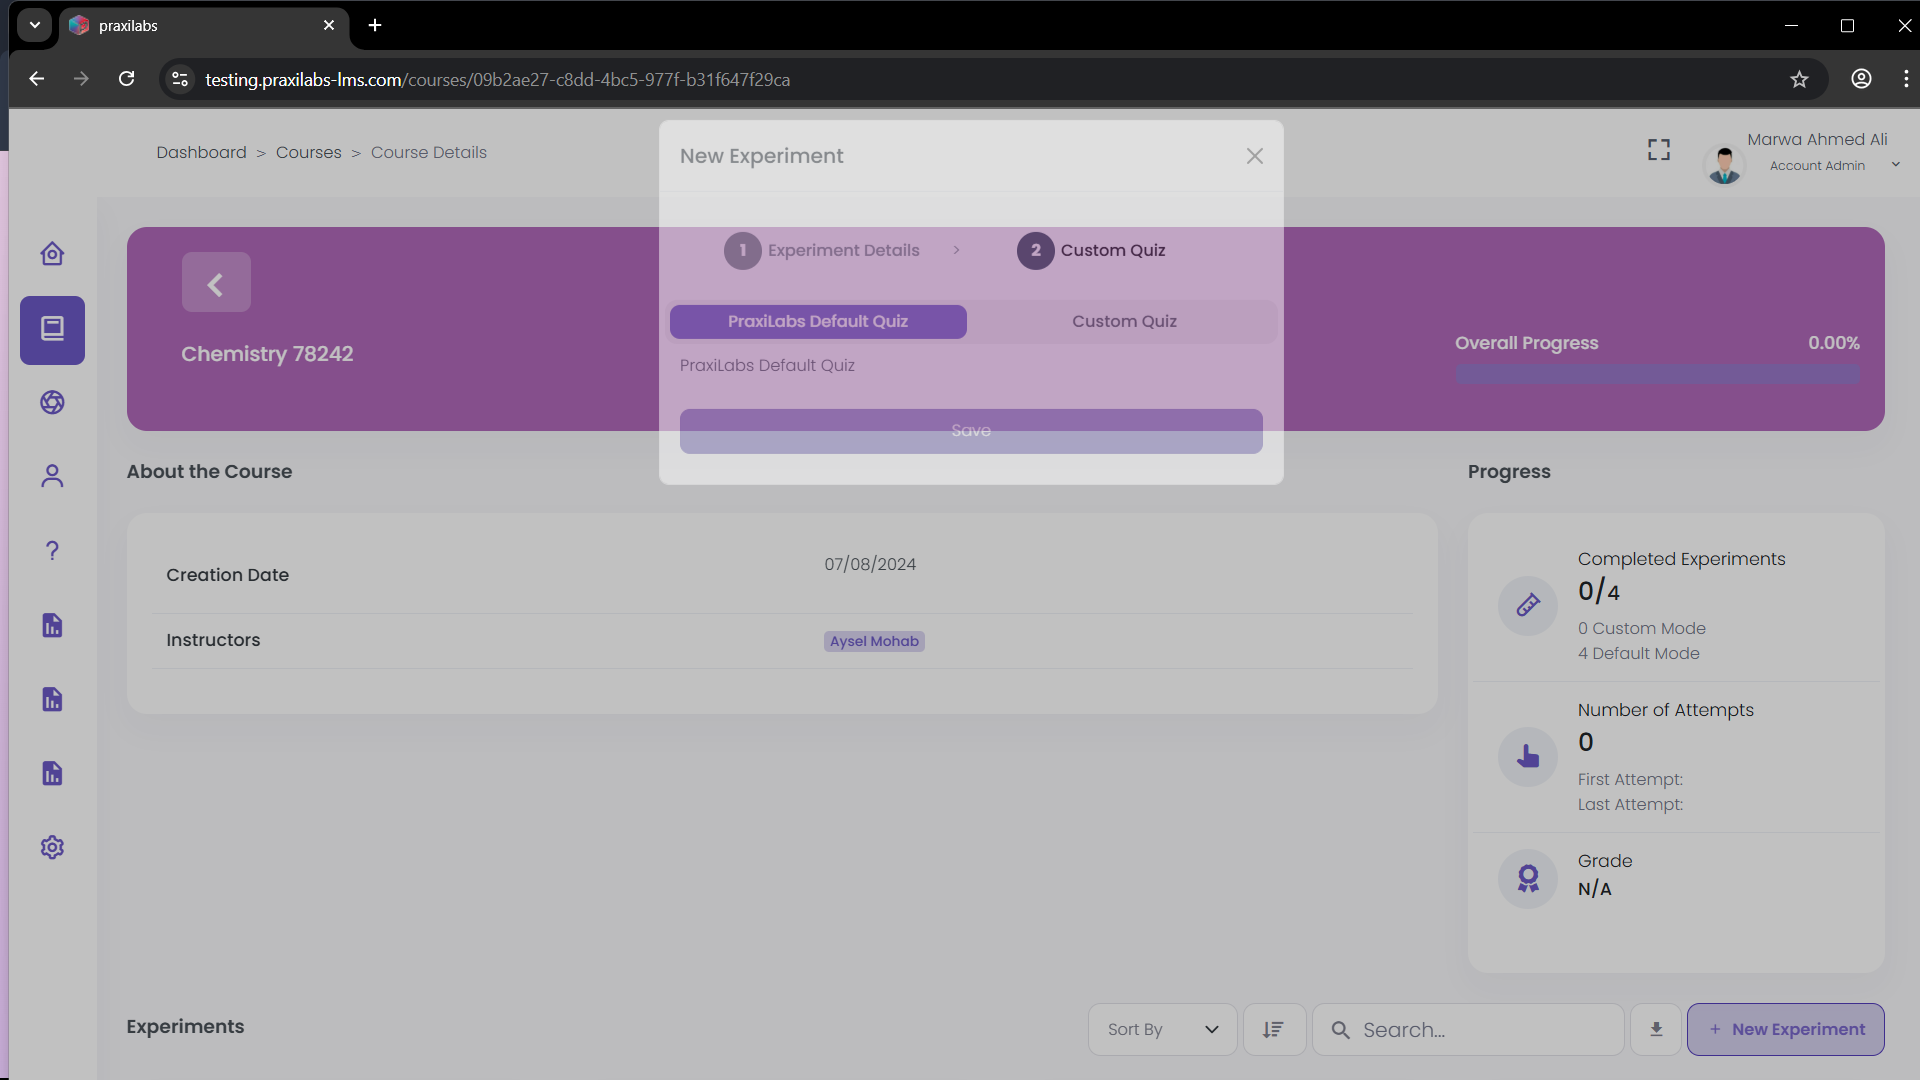 praxilabs
testing.praxilabs-lms.com/courses/09b2ae27-c8dd-4bc5-977f-b31f647f29ca
Dashboard > Courses > Course Details
Marwa Ahmed Ali
Account Admin
New Experiment
1 Experiment Details > 2 Custom Quiz
PraxiLabs Default Quiz Custom Quiz
PraxiLabs Default Quiz
Save
Chemistry 78242
Overall Progress 0.00%
About the Course
Creation Date 07/08/2024
Instructors Aysel Mohab
Progress
Completed Experiments
0/4
0 Custom Mode
4 Default Mode
Number of Attempts
0
First Attempt:
Last Attempt:
Grade
N/A
Experiments
Sort By
Search...
+ New Experiment